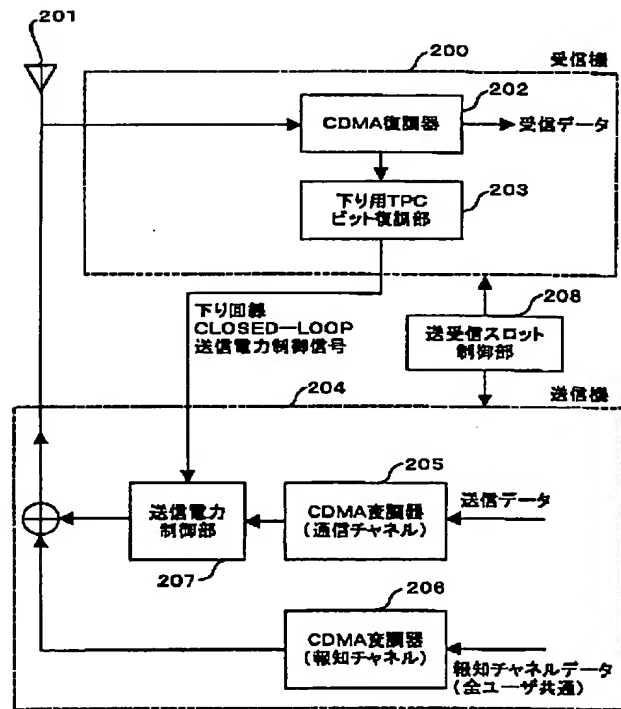 201
200
受信機
202
CDMA復調器
受信データ
203
下り用TPC
ビット復調部
下り回線
CLOSED-LOOP
送信電力制御信号
208
送受信スロット
制御部
204
送信機
205
送信電力
制御部
CDMA変調器
(通信チャネル)
送信データ
207
206
CDMA変調器
(報知チャネル)
報知チャネルデータ
(全ユーザ共通)